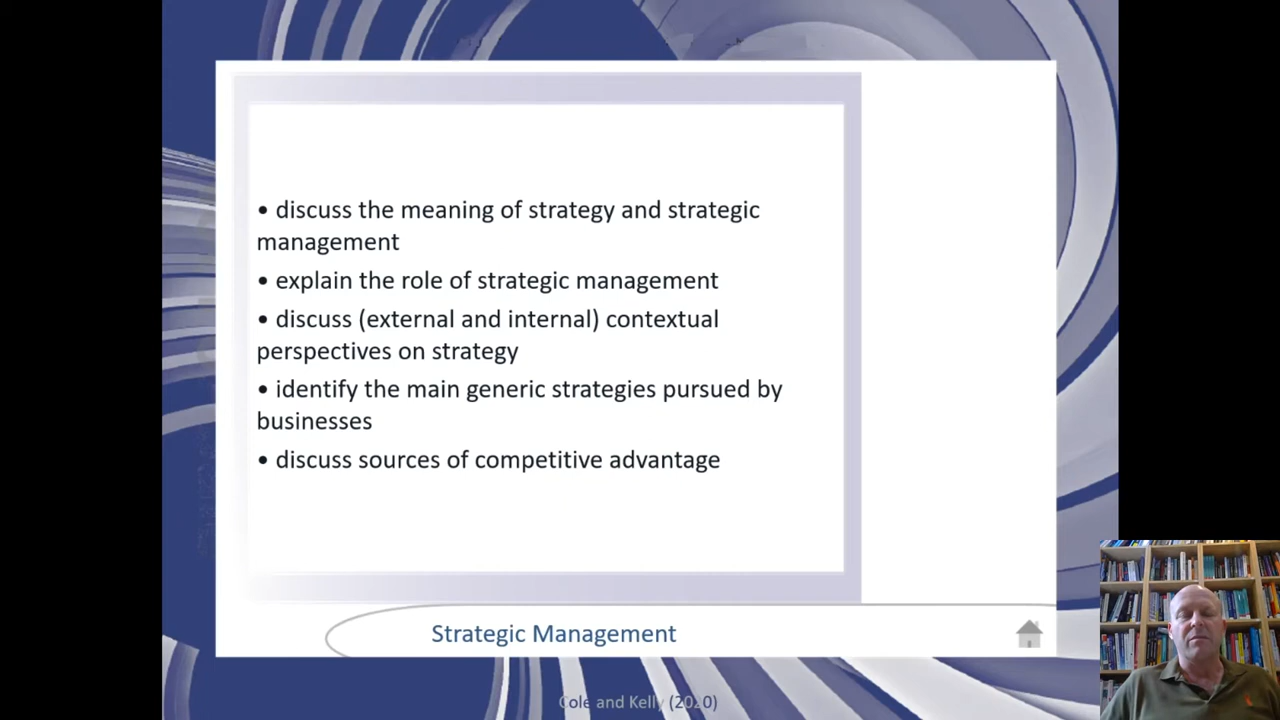 • discuss the meaning of strategy and strategic
management
• explain the role of strategic management
• discuss (external and internal) contextual
perspectives on strategy
• identify the main generic strategies pursued by
businesses
• discuss sources of competitive advantage
Strategic Management
Cole and Kelly (2020)